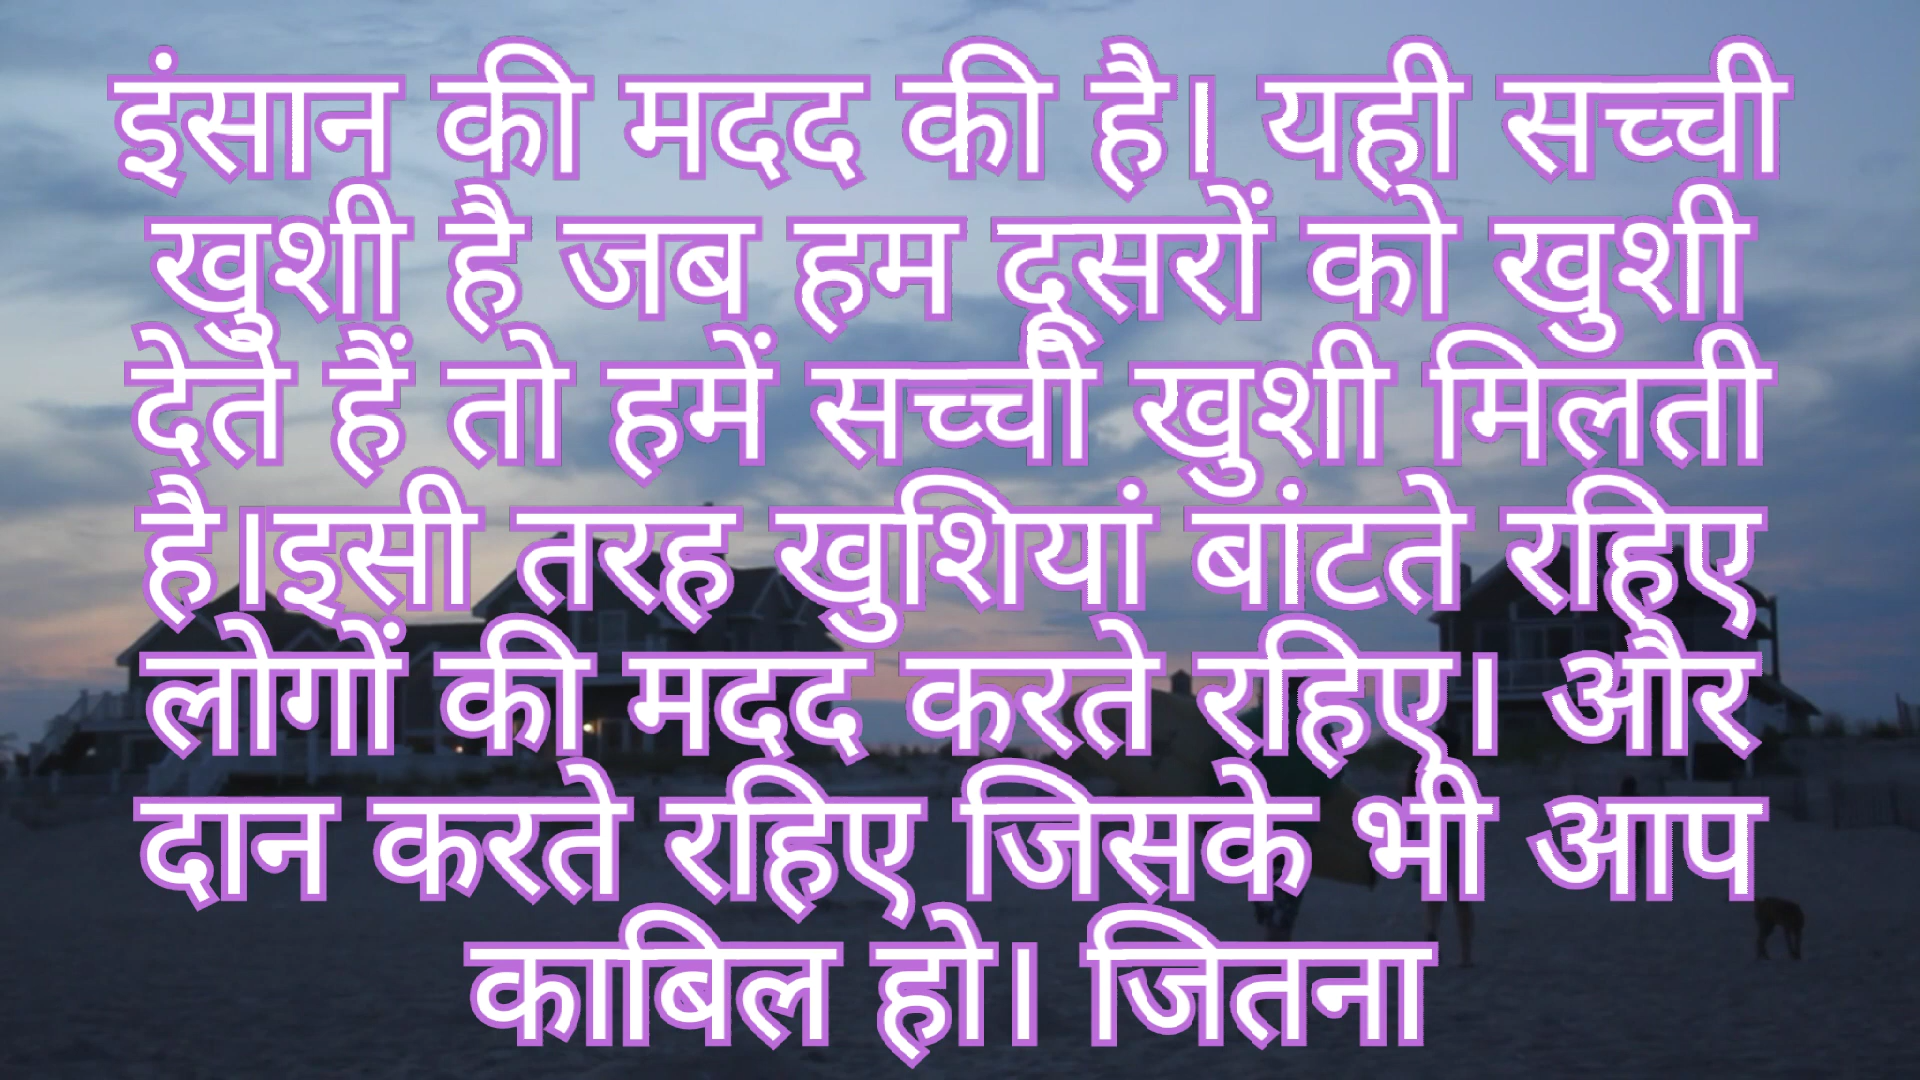 इंसान की मदद की है। यही सच्ची
खुशी है जब हम दूसरों को खुशी
देते हैं तो हमें सच्ची खुशी मिलती
है।इसी तरह खुशियां बांटते रहिए
लोगों की मदद करते रहिए। और
दान करते रहिए जिसके भी आप
काबिल हो। जितना